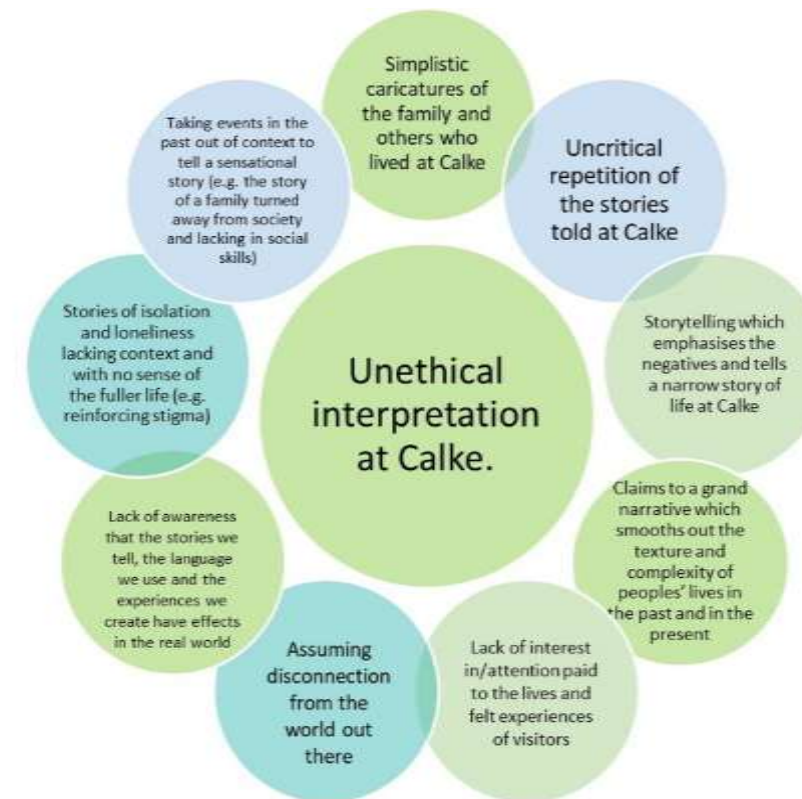 Simplistic
caricatures of
the family and
others who
lived at Calke
Uncritical
repetition of
the stories
told at Calke
Storytelling which
emphasises the
negatives and tells
a narrow story of
life at Calke
Claims to a grand
narrative which
smooths out the
texture and
complexity of
peoples' lives in
the past and in the
present
Lack of interest
in/attention paid
to the lives and
felt experiences
of visitors
Assuming
disconnection
from the
world out
there
Lack of awareness
that the stories we
tell, the language
we use and the
experiences we
create have effects
in the real world
Stories of isolation
and loneliness
lacking context and
with no sense of
the fuller life (e.g.
reinforcing stigma)
Taking events in the
past out of context to
tell a sensational
story (e.g. the story
of a family turned
away from society
and lacking in social
skills)
Unethical
interpretation
at Calke.